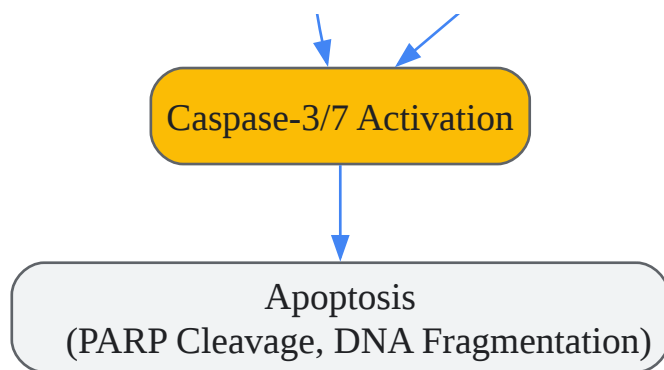 Caspase-3/7 Activation
Apoptosis
(PARP Cleavage, DNA Fragmentation)